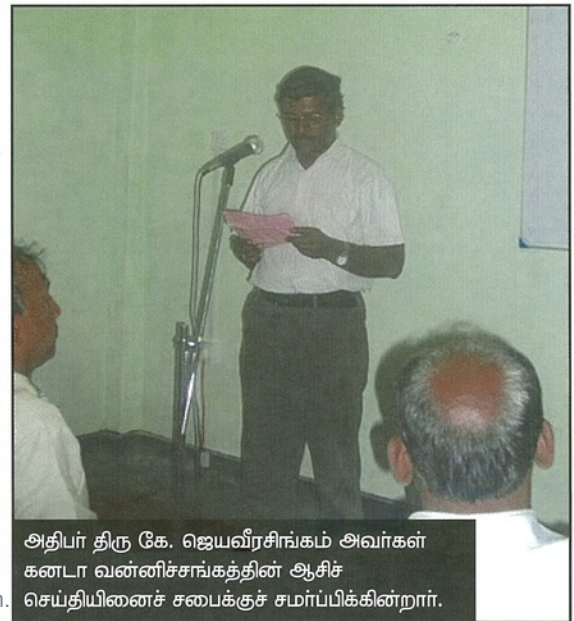 அதிபர் திரு கே. ஜெயவீரசிங்கம் அவர்கள்
கனடா வன்னிச்சங்கத்தின் ஆசிச்
செய்தியினைச் சபைக்குச் சமர்ப்பிக்கின்றார்.